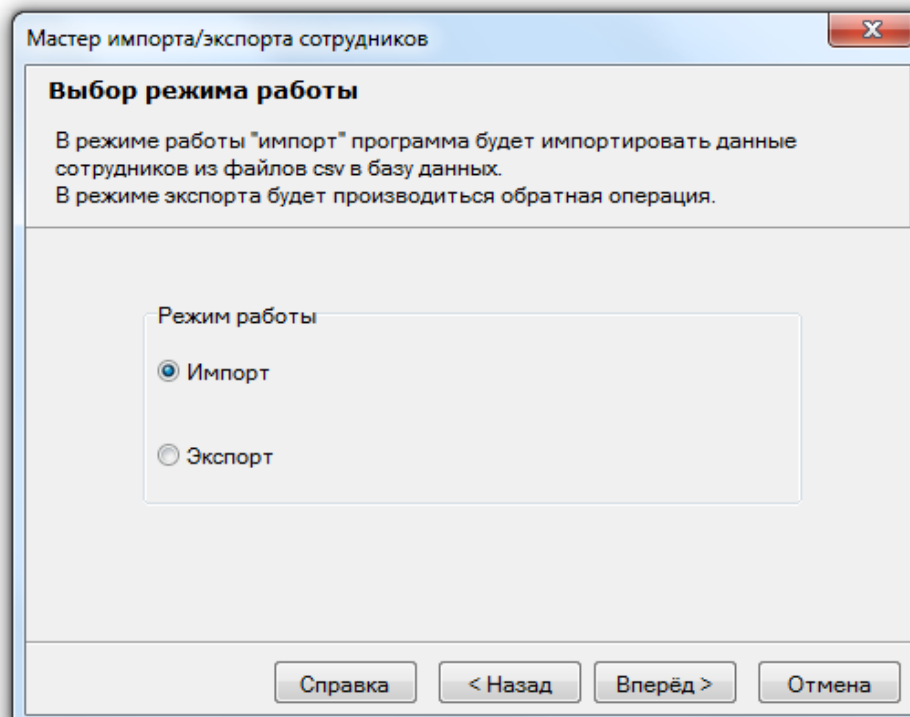 Мастер импорта/экспорта сотрудников
Выбор режима работы
В режиме работы "импорт" программа будет импортировать данные
сотрудников из файлов csv в базу данных.
В режиме экспорта будет производиться обратная операция.
Режим работы
Импорт
Экспорт
Справка
< Назад
Вперёд >
Отмена